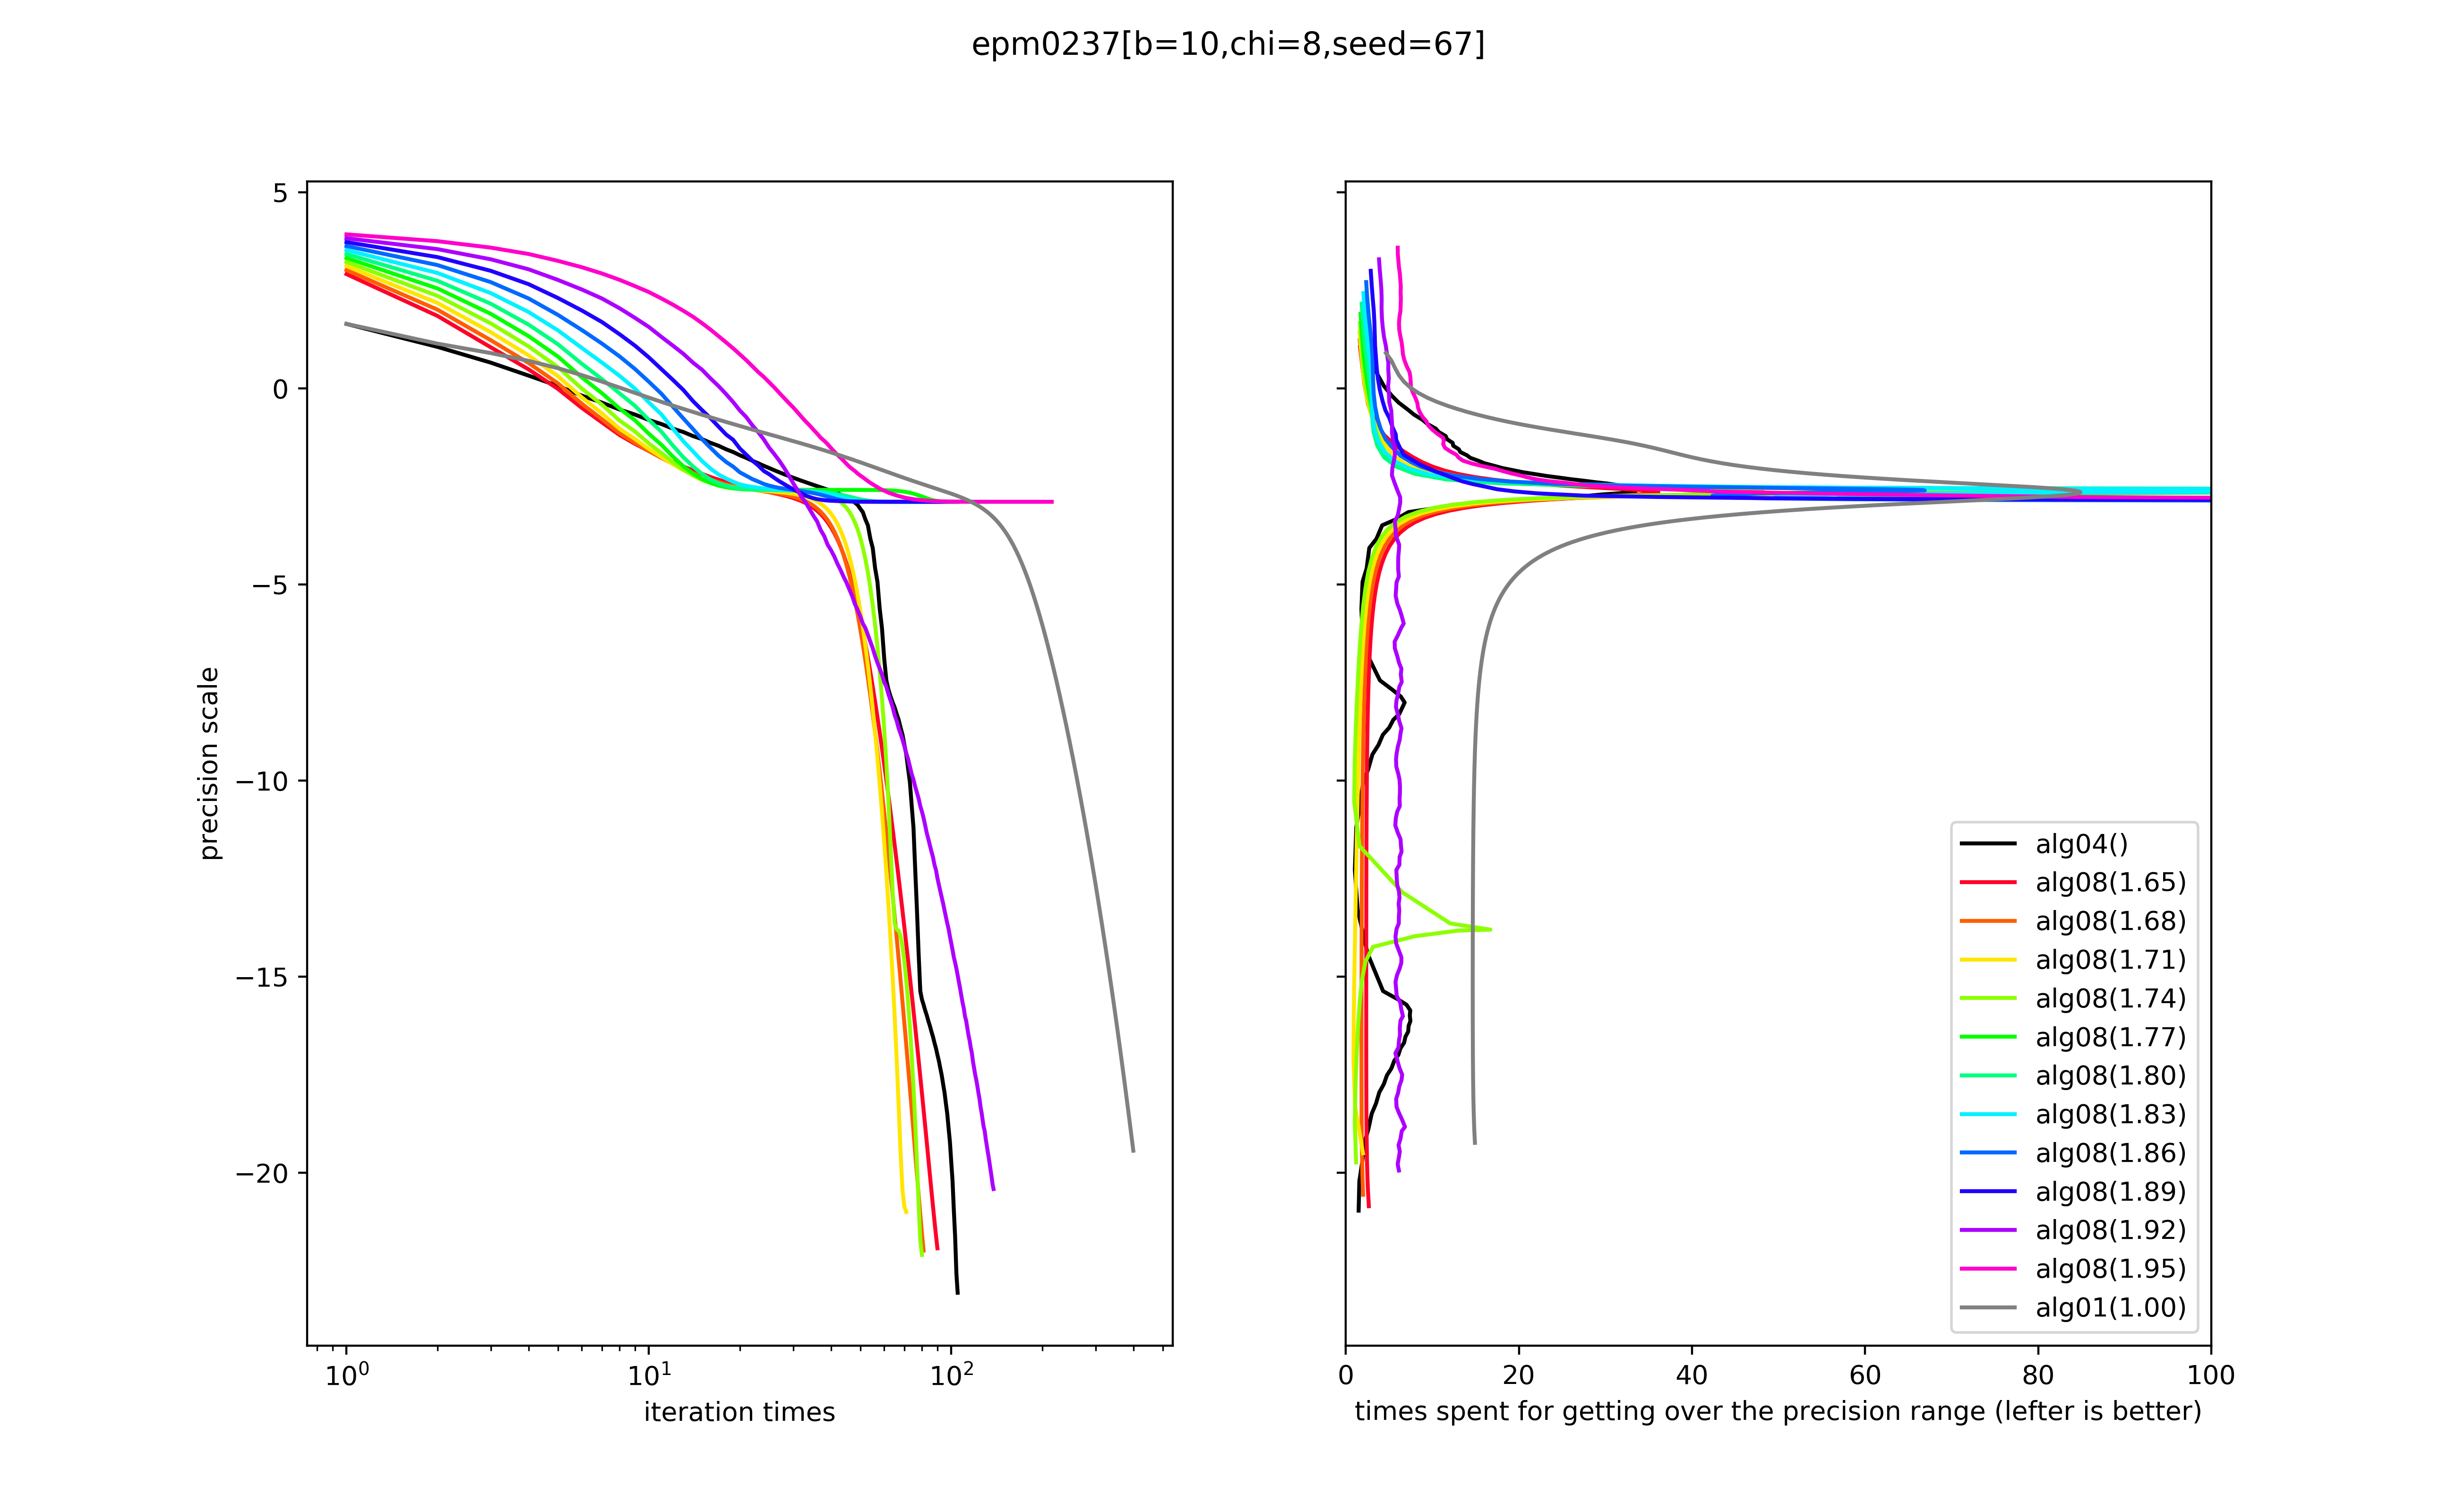 epm0237[b=10,chi=8,seed=67]
precision scale
5
0
−5
−10
−15
−20
10⁰
10¹
10²
iteration times
0
20
40
60
80
100
times spent for getting over the precision range (lefter is better)
alg04()
alg08(1.65)
alg08(1.68)
alg08(1.71)
alg08(1.74)
alg08(1.77)
alg08(1.80)
alg08(1.83)
alg08(1.86)
alg08(1.89)
alg08(1.92)
alg08(1.95)
alg01(1.00)